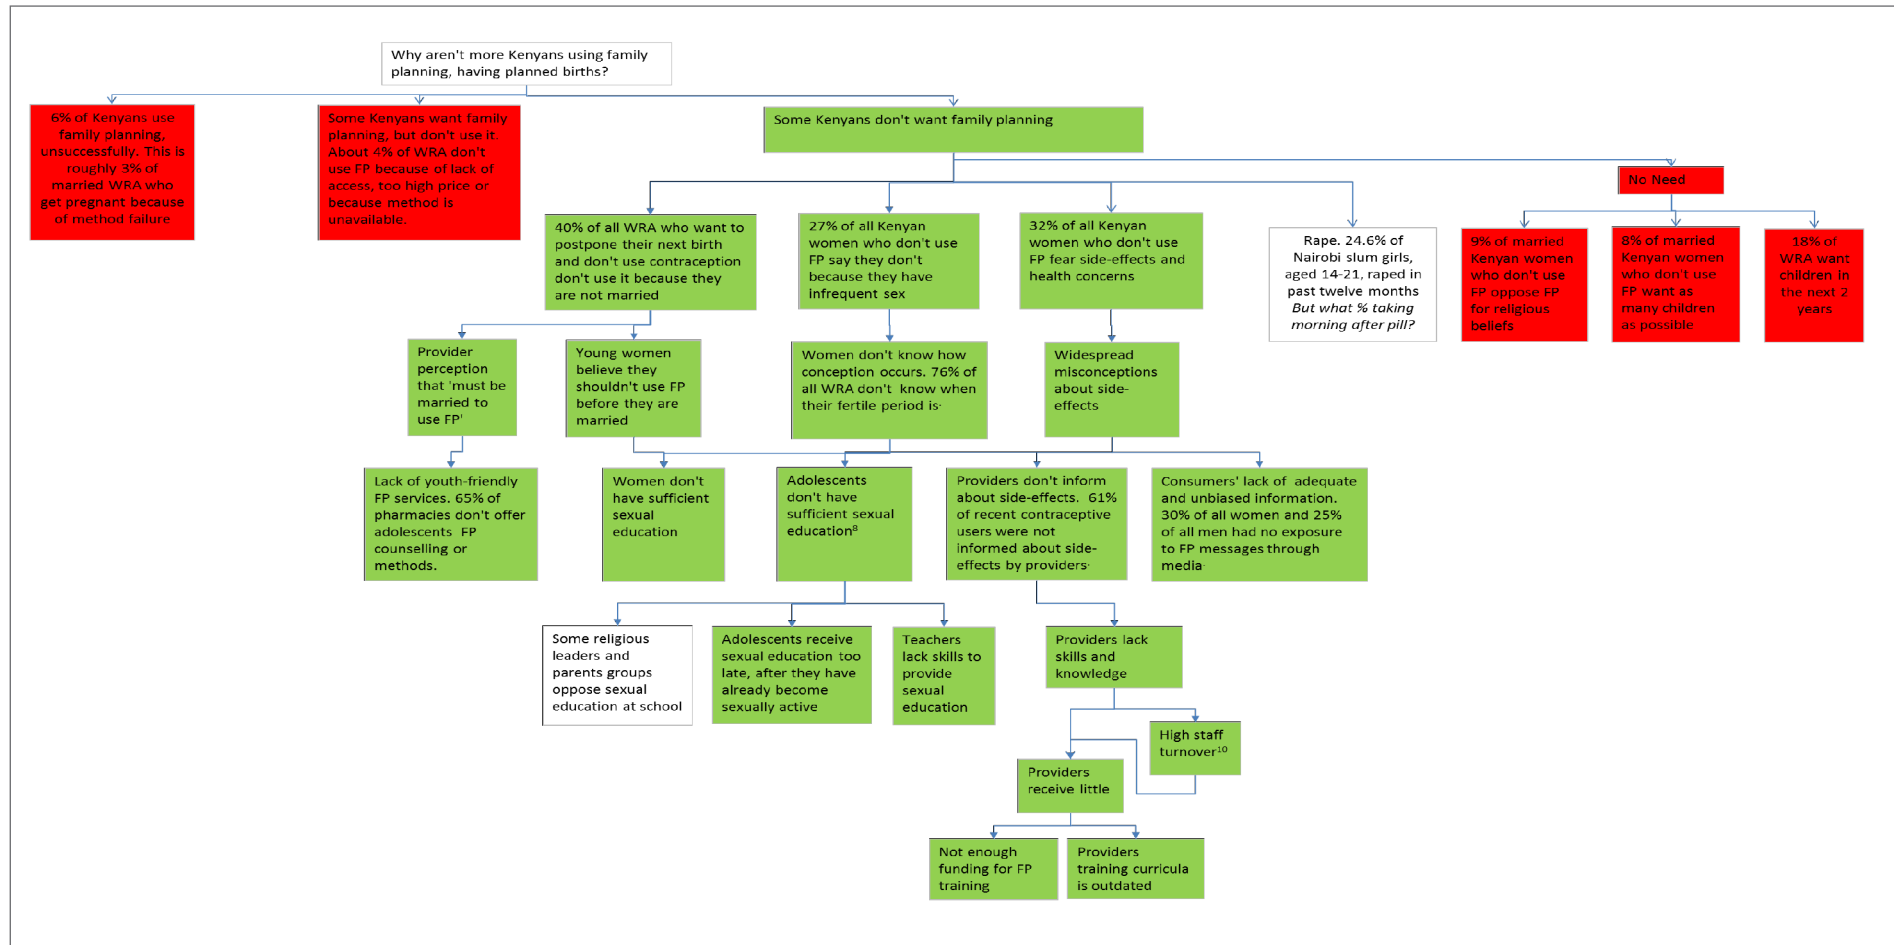 Why aren't more Kenyans using family
planning, having planned births?
6% of Kenyans use
family planning,
unsuccessfully. This is
roughly 3% of
married WRA who
get pregnant because
of method failure
Some Kenyans want family
planning, but don't use it.
About 4% of WRA don't
use FP because of lack of
access, too high price or
because method is
unavailable.
Some Kenyans don't want family planning
No Need
40% of all WRA who want to
postpone their next birth
and don't use contraception
don't use it because they
are not married
27% of all Kenyan
women who don't use
FP say they don't
because they have
infrequent sex
32% of all Kenyan
women who don't use
FP fear side-effects and
health concerns
Rape. 24.6% of
Nairobi slum girls,
aged 14-21, raped in
past twelve months
But what % taking
morning after pill?
9% of married
Kenyan women
who don't use
FP oppose FP
for religious
beliefs
8% of married
Kenyan women
who don't use
FP want as
many children
as possible
18% of
WRA want
children in
the next 2
years
Provider
perception
that 'must be
married to
use FP'
Young women
believe they
shouldn't use FP
before they are
married
Women don't know how
conception occurs. 76% of
all WRA don't know when
their fertile period is.
Widespread
misconceptions
about side-
effects
Lack of youth-friendly
FP services. 65% of
pharmacies don't offer
adolescents FP
counselling or
methods.
Women don't
have sufficient
sexual
education
Adolescents
don't have
sufficient sexual
education⁸
Providers don't inform
about side-effects. 61%
of recent contraceptive
users were not
informed about side-
effects by providers.
Consumers' lack of adequate
and unbiased information.
30% of all women and 25%
of all men had no exposure
to FP messages through
media.
Some religious
leaders and
parents groups
oppose sexual
education at school
Adolescents receive
sexual education too
late, after they have
already become
sexually active
Teachers
lack skills to
provide
sexual
education
Providers lack
skills and
knowledge
High staff
turnover¹⁰
Providers
receive little
Not enough
funding for FP
training
Providers
training curricula
is outdated